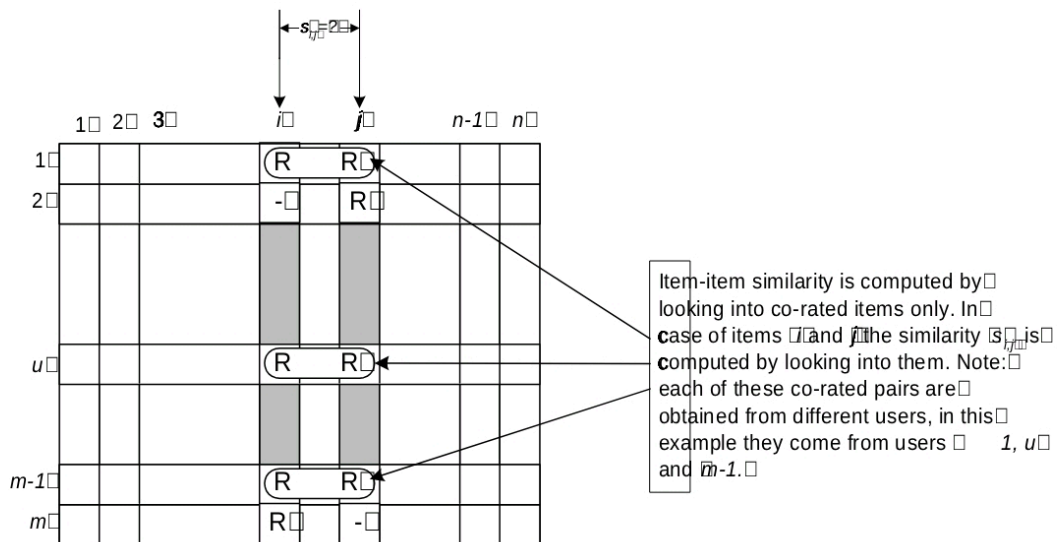 s i,j =?
1 2 3 i j n-1 n
1 R R
2 - R
u R R
m-1 R R
m R -
Item-item similarity is computed by
looking into co-rated items only. In
case of items i and j the similarity s i,j is
computed by looking into them. Note:
each of these co-rated pairs are
obtained from different users, in this
example they come from users 1, u
and m-1.